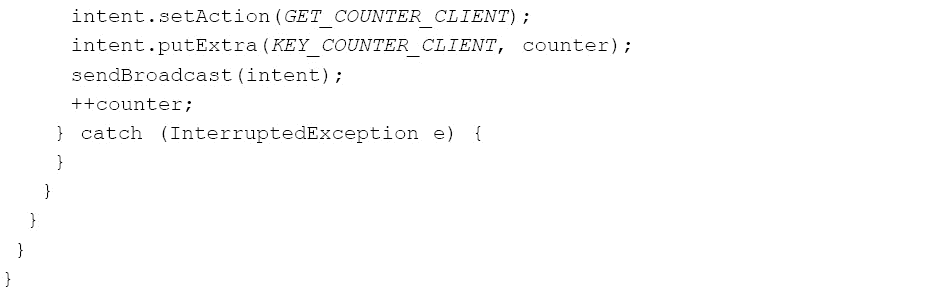 intent.setAction(GET_COUNTER_CLIENT);
intent.putExtra(KEY_COUNTER_CLIENT, counter);
sendBroadcast(intent);
++counter;
} catch (InterruptedException e) {
}
}
}
}
}